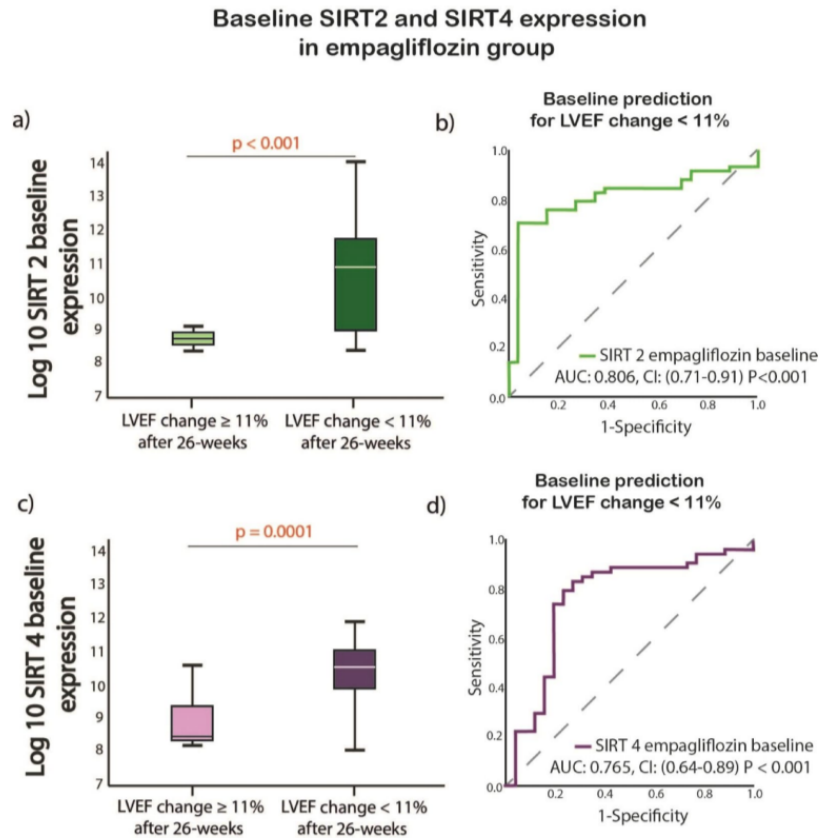 Baseline SIRT2 and SIRT4 expression
in empagliflozin group
a)
p < 0.001
Log 10 SIRT 2 baseline
expression
14
13
12
11
10
9
8
7
LVEF change ≥ 11%
after 26-weeks
LVEF change < 11%
after 26-weeks
b)
Baseline prediction
for LVEF change < 11%
Sensitivity
1.0
0.8
0.6
0.4
0.2
0.0
SIRT 2 empagliflozin baseline
AUC: 0.806, CI: (0.71-0.91) P<0.001
0.2
0.4
0.6
0.8
1.0
1-Specificity
c)
p = 0.0001
Log 10 SIRT 4 baseline
expression
14
13
12
11
10
9
8
7
LVEF change ≥ 11%
after 26-weeks
LVEF change < 11%
after 26-weeks
d)
Baseline prediction
for LVEF change < 11%
Sensitivity
1.0
0.8
0.6
0.4
0.2
0.0
SIRT 4 empagliflozin baseline
AUC: 0.765, CI: (0.64-0.89) P < 0.001
0.2
0.4
0.6
0.8
1.0
1-Specificity